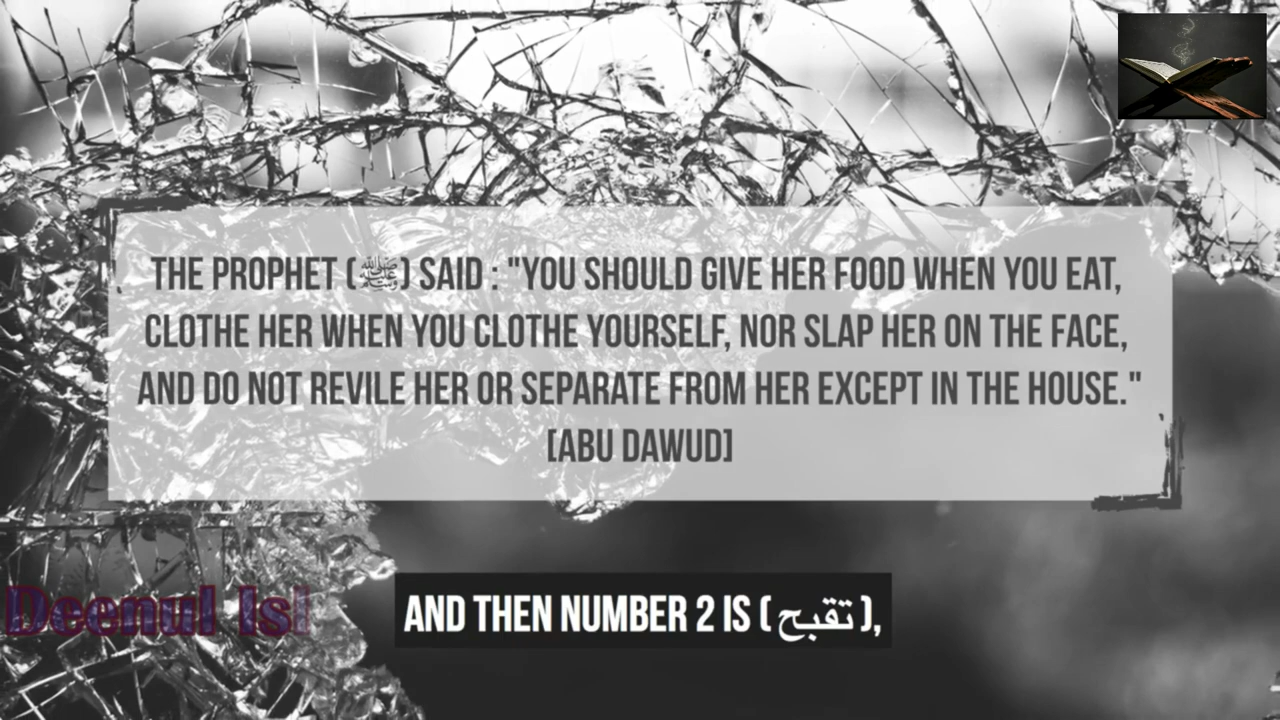 THE PROPHET (ﷺ) SAID : "YOU SHOULD GIVE HER FOOD WHEN YOU EAT,
CLOTHE HER WHEN YOU CLOTHE YOURSELF, NOR SLAP HER ON THE FACE,
AND DO NOT REVILE HER OR SEPARATE FROM HER EXCEPT IN THE HOUSE."
[ABU DAWUD]
Deenul Isl
AND THEN NUMBER 2 IS (تقبح),